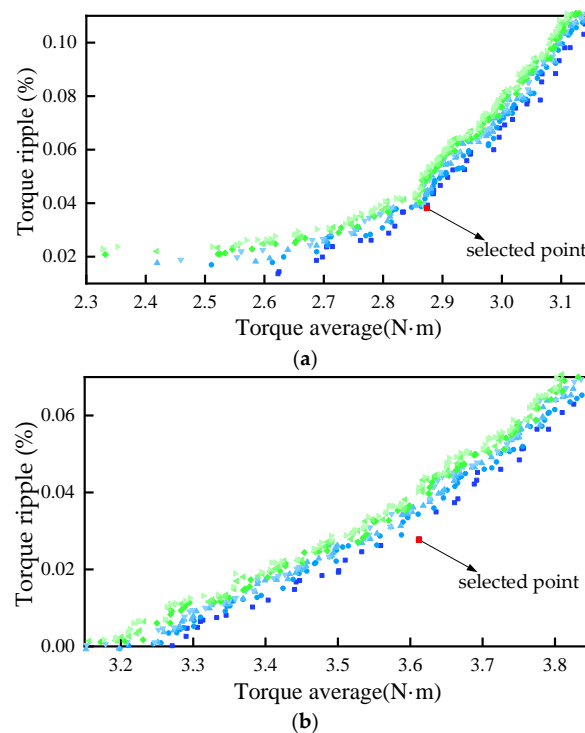 Torque ripple (%)
0.10
0.08
0.06
0.04
0.02
selected point
2.3 2.4 2.5 2.6 2.7 2.8 2.9 3.0 3.1
Torque average(N·m)
(a)
Torque ripple (%)
0.06
0.04
0.02
0.00
selected point
3.2 3.3 3.4 3.5 3.6 3.7 3.8
Torque average(N·m)
(b)